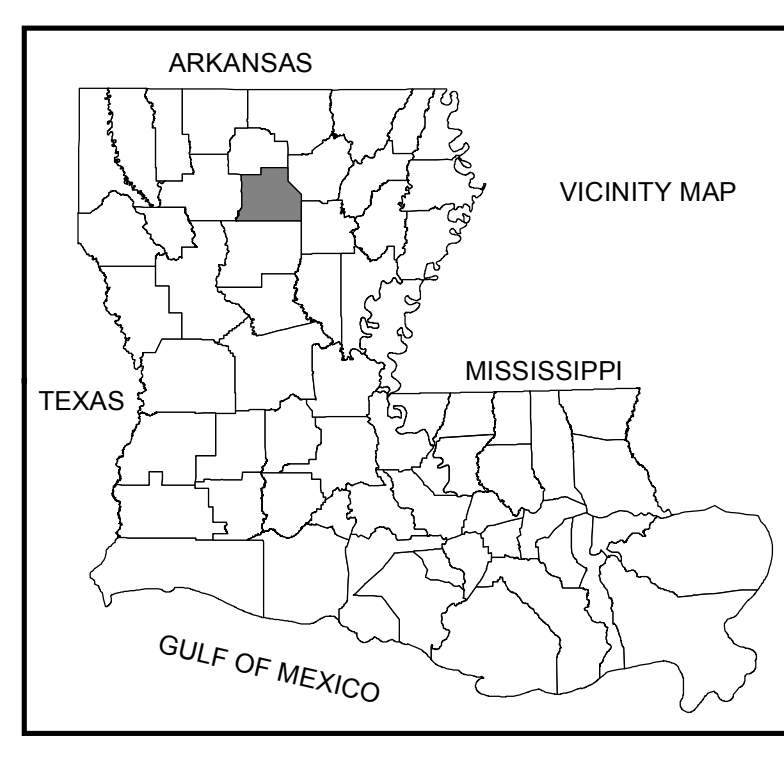 ARKANSAS
VICINITY MAP
MISSISSIPPI
TEXAS
GULF OF MEXICO